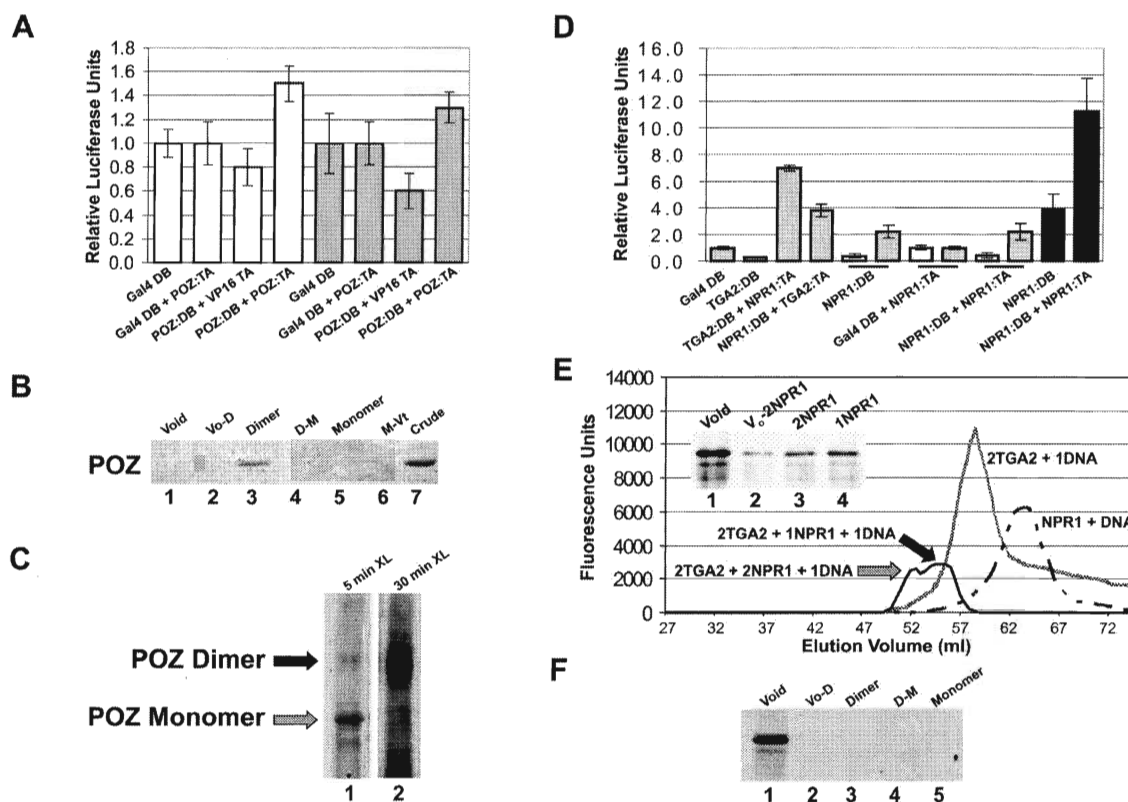 A
Relative Luciferase Units
1.8
1.6
1.4
1.2
1.0
0.8
0.6
0.4
0.2
0.0
Gal4 DB
Gal4 DB + POZ:TA
POZ:DB + VP16 TA
POZ:DB + POZ:TA
Gal4 DB
Gal4 DB + POZ:TA
POZ:DB + VP16 TA
POZ:DB + POZ:TA
B
Void
Vo-D
Dimer
D-M
Monomer
M-Vt
Crude
POZ
1 2 3 4 5 6 7
C
5 min XL
30 min XL
POZ Dimer
POZ Monomer
1 2
D
Relative Luciferase Units
16.0
14.0
12.0
10.0
8.0
6.0
4.0
2.0
0.0
Gal4 DB
TGA2:DB
TGA2:DB + NPR1:TA
NPR1:DB + TGA2:TA
NPR1:DB
Gal4 DB + NPR1:TA
NPR1:DB + NPR1:TA
NPR1:DB
NPR1:DB + NPR1:TA
E
Fluorescence Units
14000
12000
10000
8000
6000
4000
2000
0
Void
Vo-2NPR1
2NPR1
1NPR1
1 2 3 4
2TGA2 + 1DNA
NPR1 + DNA
2TGA2 + 1NPR1 + 1DNA
2TGA2 + 2NPR1 + 1DNA
27 32 37 42 47 52 57 62 67 72
Elution Volume (ml)
F
Void
Vo-D
Dimer
D-M
Monomer
1 2 3 4 5